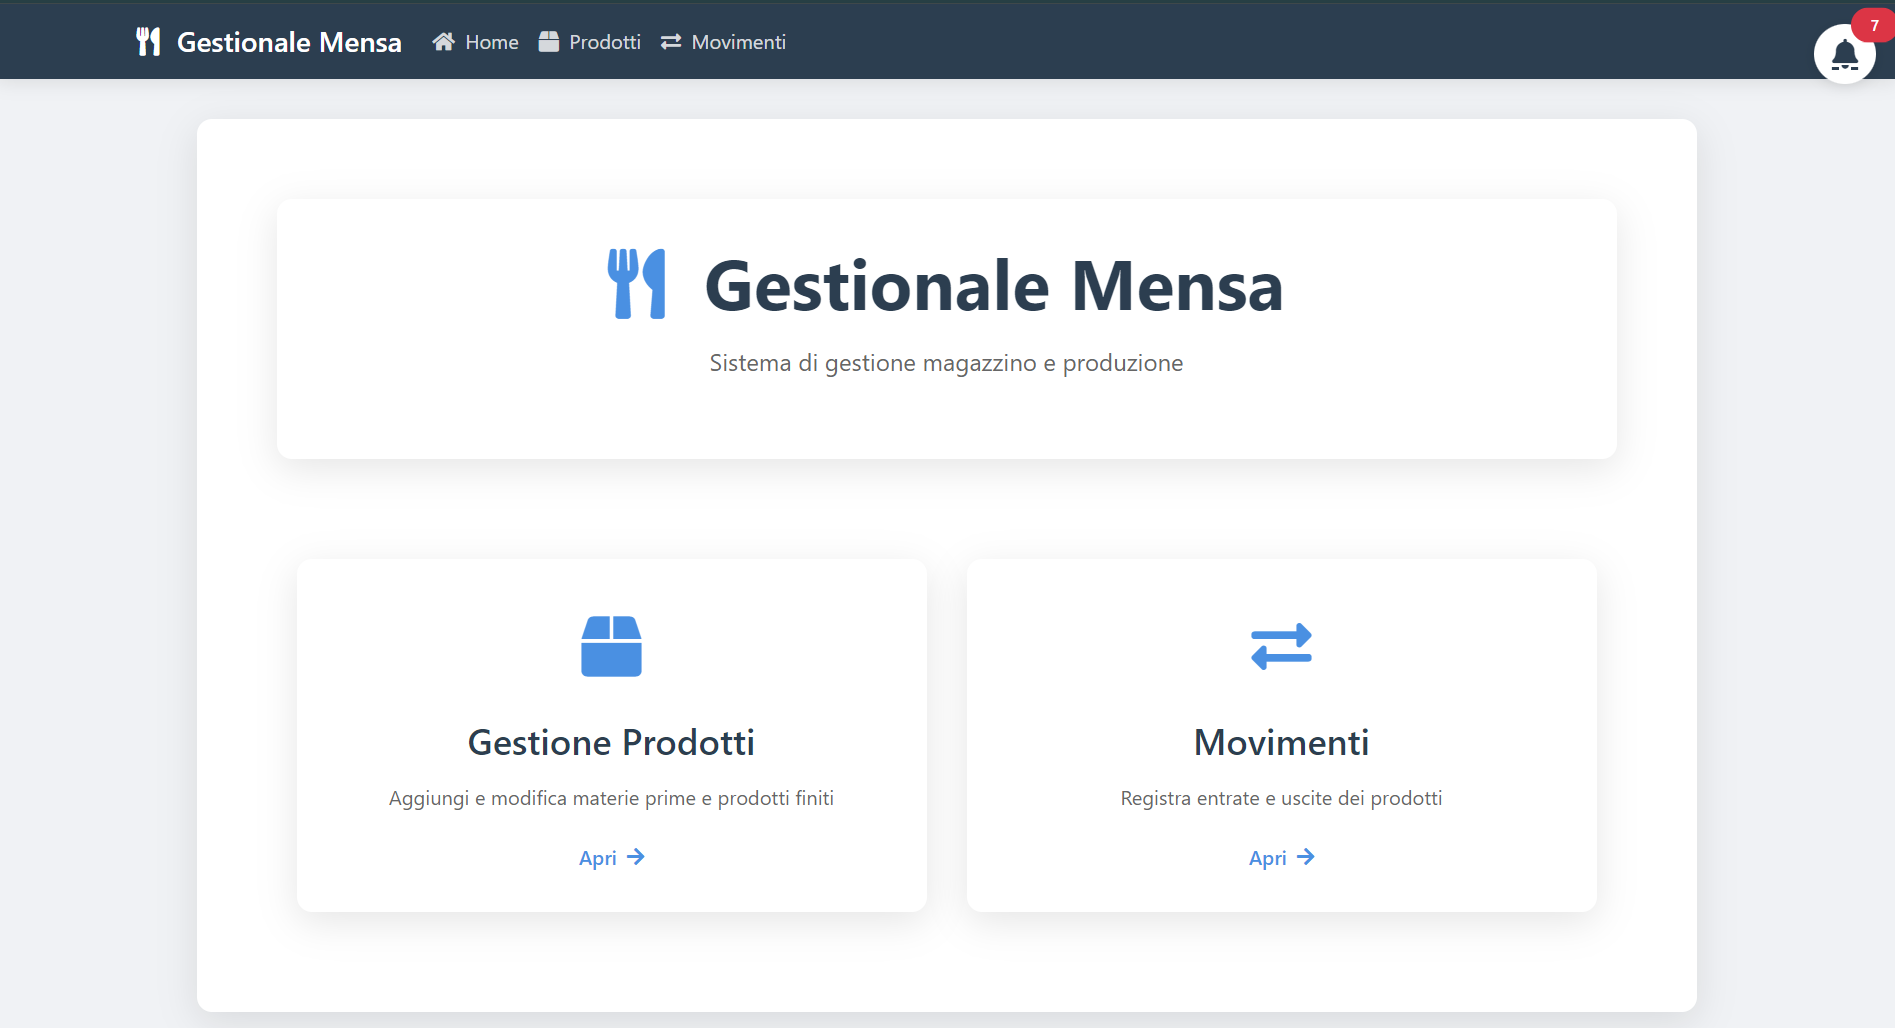 Gestionale Mensa
Home
Prodotti
Movimenti
7
Gestionale Mensa
Sistema di gestione magazzino e produzione
Gestione Prodotti
Aggiungi e modifica materie prime e prodotti finiti
Apri
Movimenti
Registra entrate e uscite dei prodotti
Apri